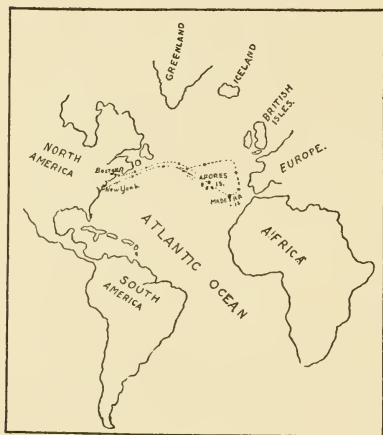 GREENLAND
ICELAND
BRITISH
ISLES.
NORTH
AMERICA
BOSTON
NEW YORK
EUROPE.
AZORES
IS.
MADEIRA
IS
ATLANTIC OCEAN
AFRICA
SOUTH
AMERICA